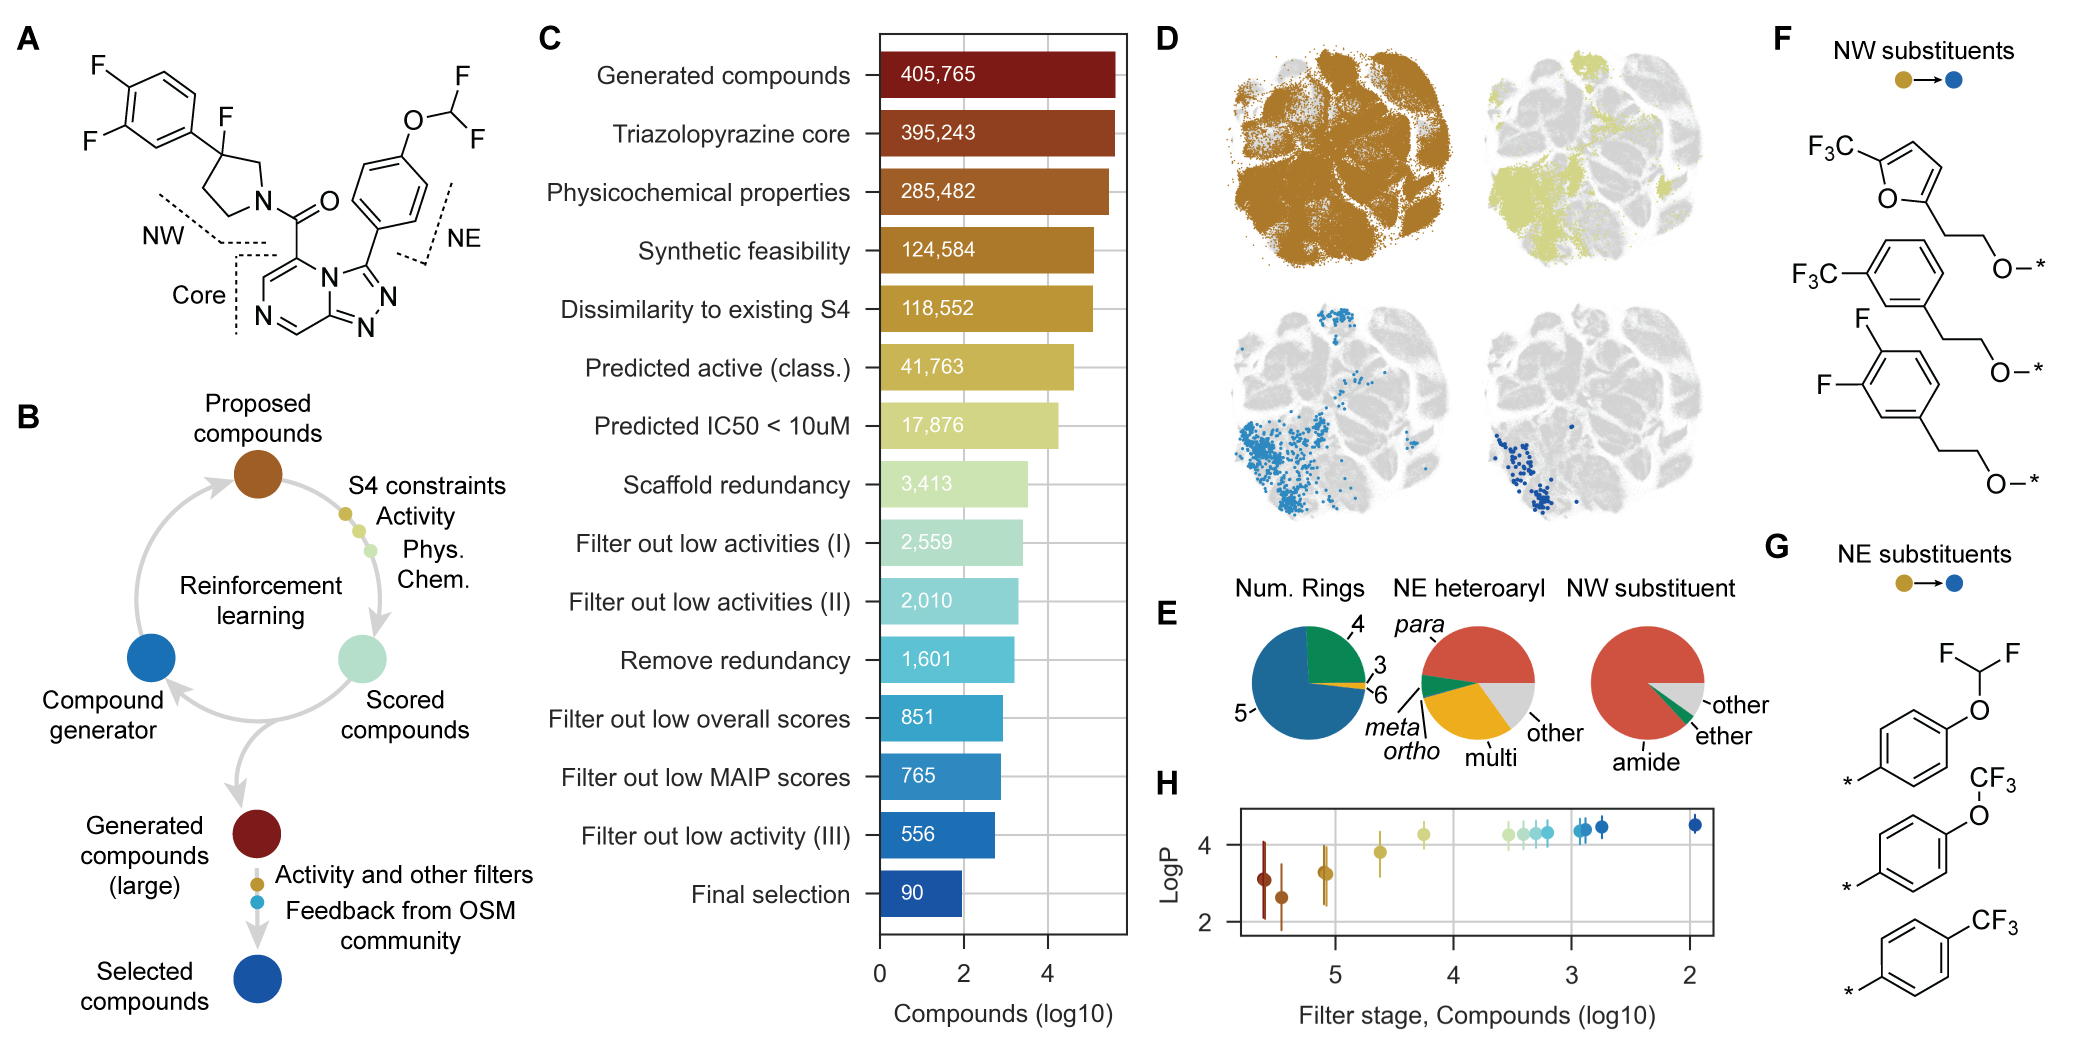 A
F
F
F
F
O
F
N
O
NW
NE
Core
N
N
N
N
B
Proposed
compounds
S4 constraints
Activity
Phys.
Chem.
Reinforcement
learning
Compound
generator
Scored
compounds
Generated
compounds
(large)
Activity and other filters
Feedback from OSM
community
Selected
compounds
C
Generated compounds 405,765
Triazolopyrazine core 395,243
Physicochemical properties 285,482
Synthetic feasibility 124,584
Dissimilarity to existing S4 118,552
Predicted active (class.) 41,763
Predicted IC50 < 10uM 17,876
Scaffold redundancy 3,413
Filter out low activities (I) 2,559
Filter out low activities (II) 2,010
Remove redundancy 1,601
Filter out low overall scores 851
Filter out low MAIP scores 765
Filter out low activity (III) 556
Final selection 90
0 2 4
Compounds (log10)
D
E
Num. Rings
4
3
6
5
NE heteroaryl
para
meta
ortho
multi
other
NW substituent
other
ether
amide
H
4
2
LogP
5 4 3 2
Filter stage, Compounds (log10)
F
NW substituents
F3C
O
O–*
F3C
O–*
F
F
O–*
G
NE substituents
F F
O
*
CF3
O
*
CF3
*